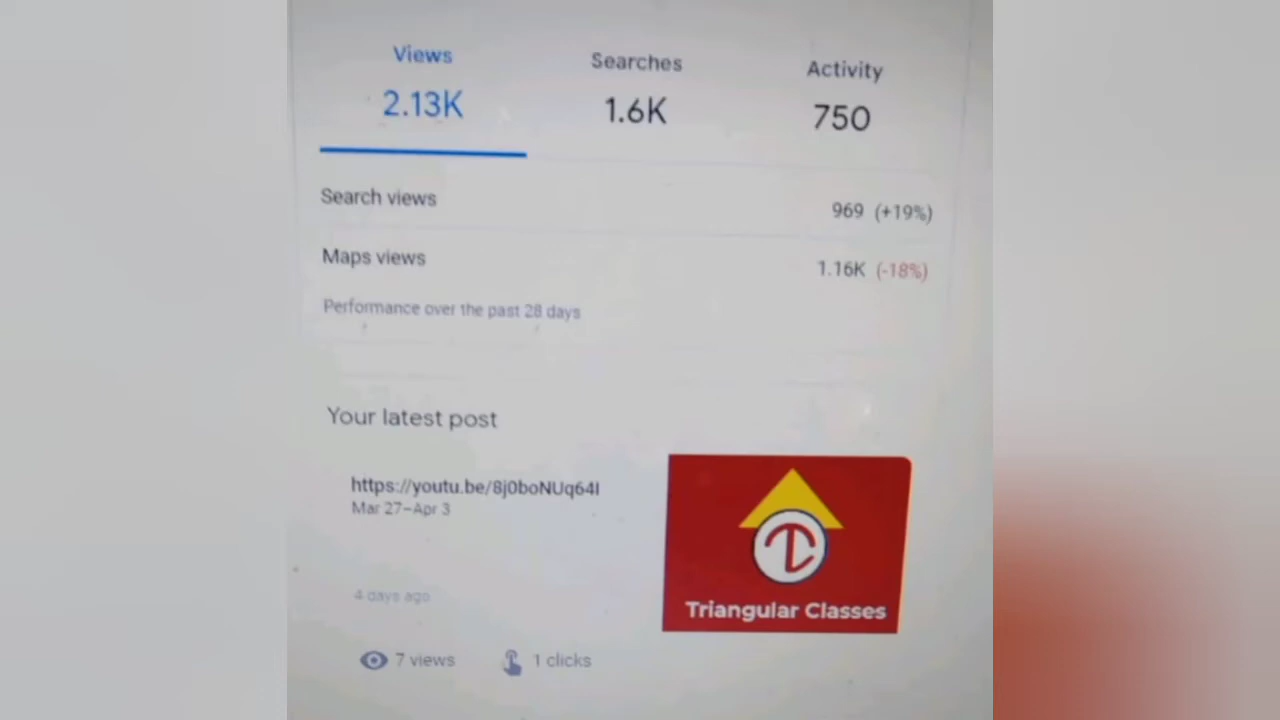 Views
2.13K
Searches
1.6K
Activity
750
Search views
969 (+19%)
Maps views
1.16K (-18%)
Performance over the past 28 days
Your latest post
https://youtu.be/8j0boNUq64I
Mar 27–Apr 3
4 days ago
7 views
1 clicks
TC
Triangular Classes